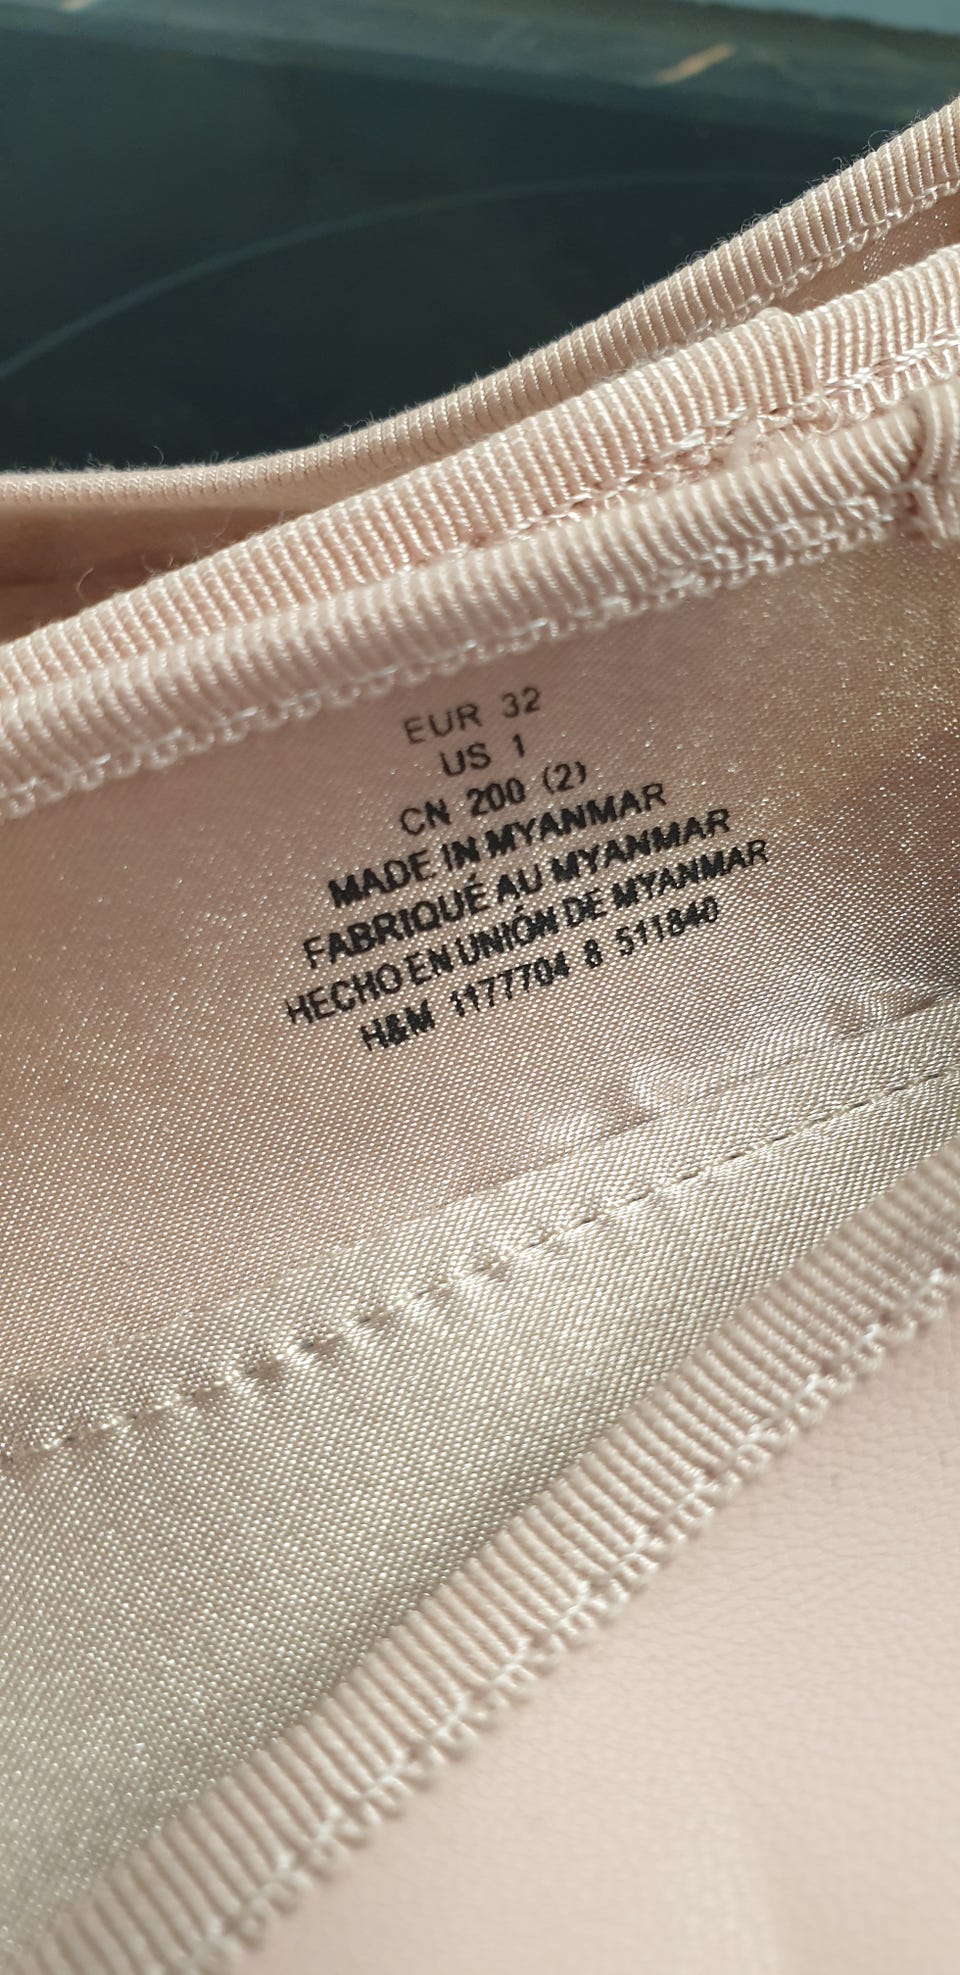 EUR 32
US 1
CN 200 (2)
MADE IN MYANMAR
FABRIQUÉ AU MYANMAR
HECHO EN UNIÓN DE MYANMAR
H&M 1177704 8 511840